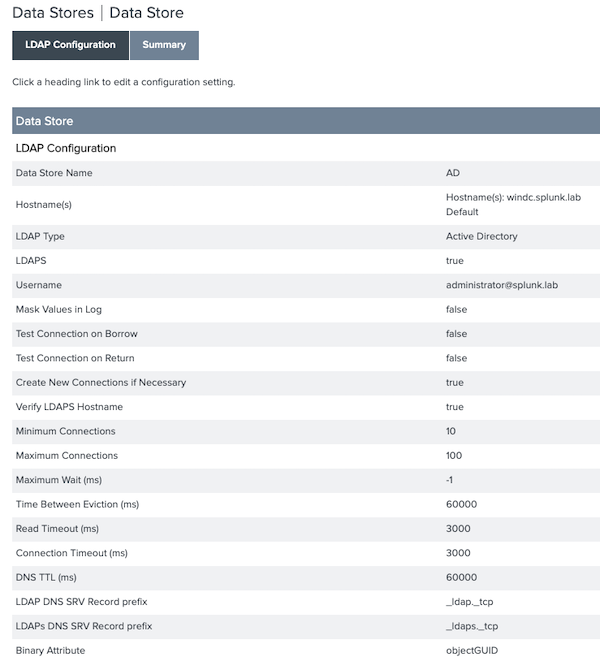 Data Stores | Data Store
LDAP Configuration
Summary
Click a heading link to edit a configuration setting.
Data Store
LDAP Configuration
Data Store Name AD
Hostname(s) Hostname(s): windc.splunk.lab
Default
LDAP Type Active Directory
LDAPS true
Username administrator@splunk.lab
Mask Values in Log false
Test Connection on Borrow false
Test Connection on Return false
Create New Connections if Necessary true
Verify LDAPS Hostname true
Minimum Connections 10
Maximum Connections 100
Maximum Wait (ms) -1
Time Between Eviction (ms) 60000
Read Timeout (ms) 3000
Connection Timeout (ms) 3000
DNS TTL (ms) 60000
LDAP DNS SRV Record prefix _ldap._tcp
LDAPs DNS SRV Record prefix _ldaps._tcp
Binary Attribute objectGUID